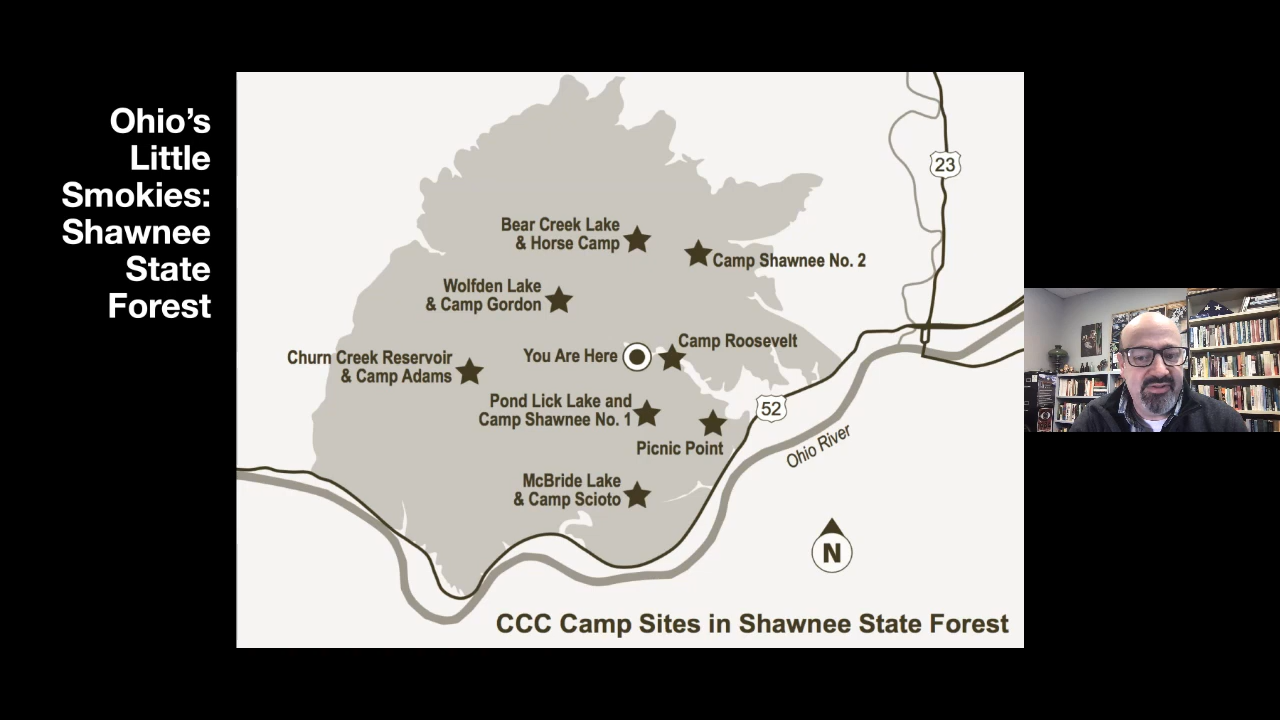 Ohio’s
Little
Smokies:
Shawnee
State
Forest
23
Bear Creek Lake
& Horse Camp
Camp Shawnee No. 2
Wolfden Lake
& Camp Gordon
Camp Roosevelt
You Are Here
Churn Creek Reservoir
& Camp Adams
Pond Lick Lake and
Camp Shawnee No. 1
52
Picnic Point
Ohio River
McBride Lake
& Camp Scioto
N
CCC Camp Sites in Shawnee State Forest